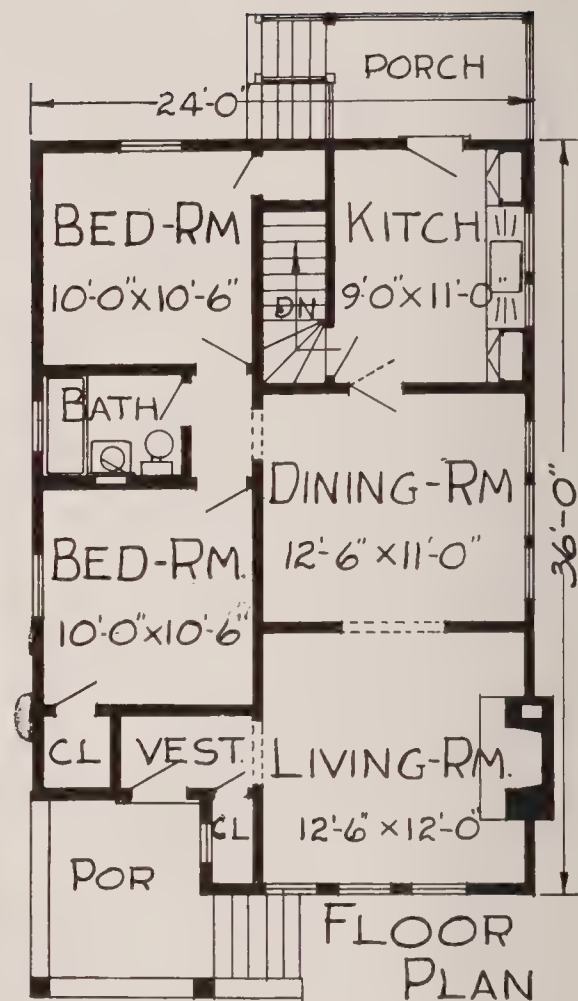 PORCH
24'-0"
BED-RM
10'-0"X10'-6"
KITCH
9'-0"X11'-0"
DN
BATH
DINING-RM
12'-6"X11'-0"
36'-0"
BED-RM.
10'-0"X10'-6"
CL
VEST.
LIVING-RM.
12'-6" X12'-0"
CL
POR
FLOOR
PLAN